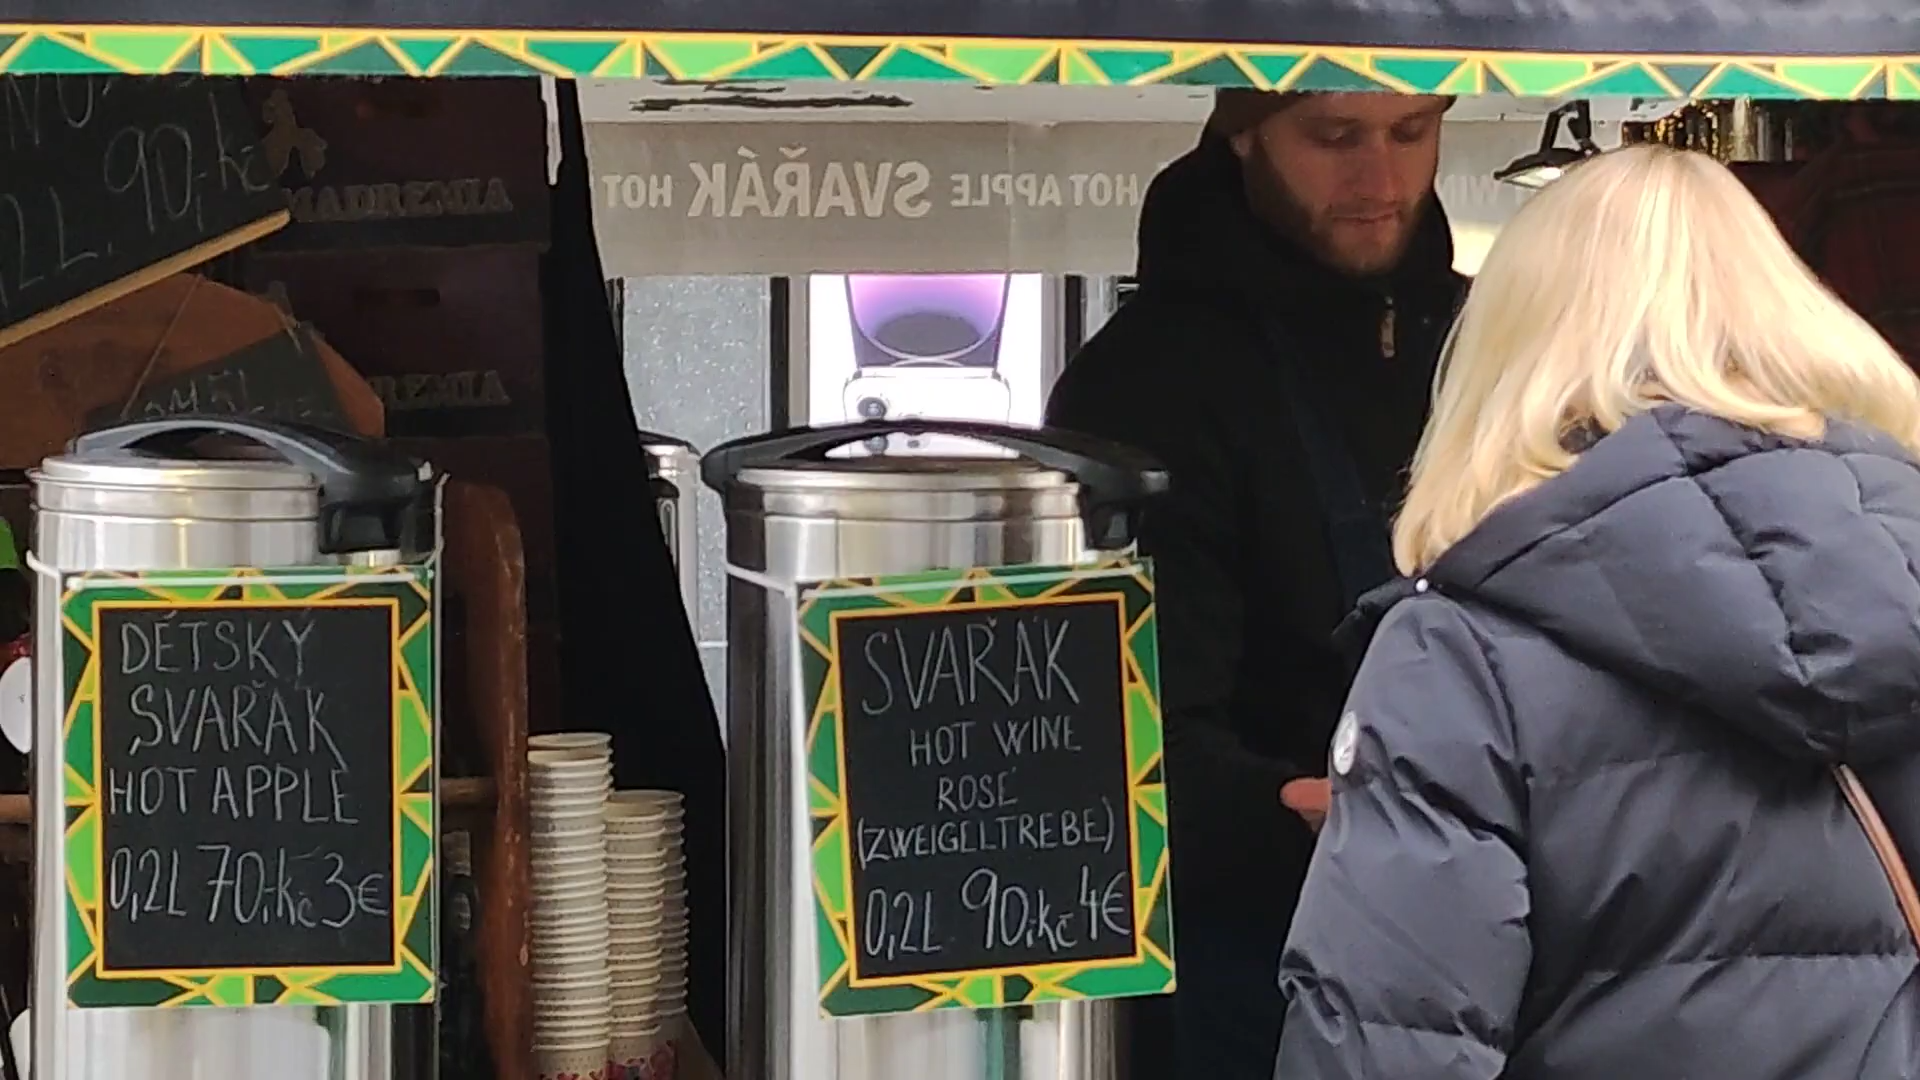 90,-kč
2L.
MADREMIA
HOT SVAŘÁK HOT APPLE
HOT
DĚTSKÝ
SVAŘÁK
HOT APPLE
0,2L 70,-kč 3€
SVAŘÁK
HOT WINE
ROSÉ
(ZWEIGELTREBE)
0,2L 90,-kč 4€